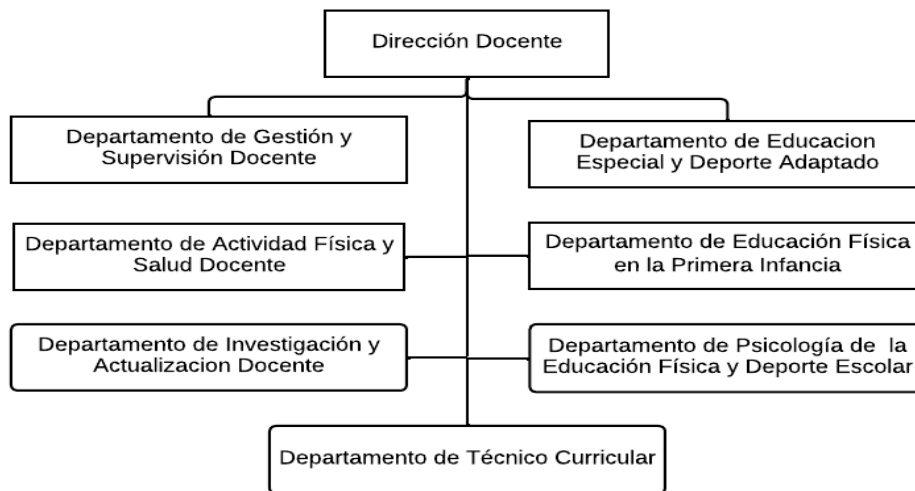 Dirección Docente
Departamento de Gestión y
Supervisión Docente
Departamento de Educacion
Especial y Deporte Adaptado
Departamento de Actividad Física y
Salud Docente
Departamento de Educación Física
en la Primera Infancia
Departamento de Investigación y
Actualizacion Docente
Departamento de Psicología de la
Educación Física y Deporte Escolar
Departamento de Técnico Curricular